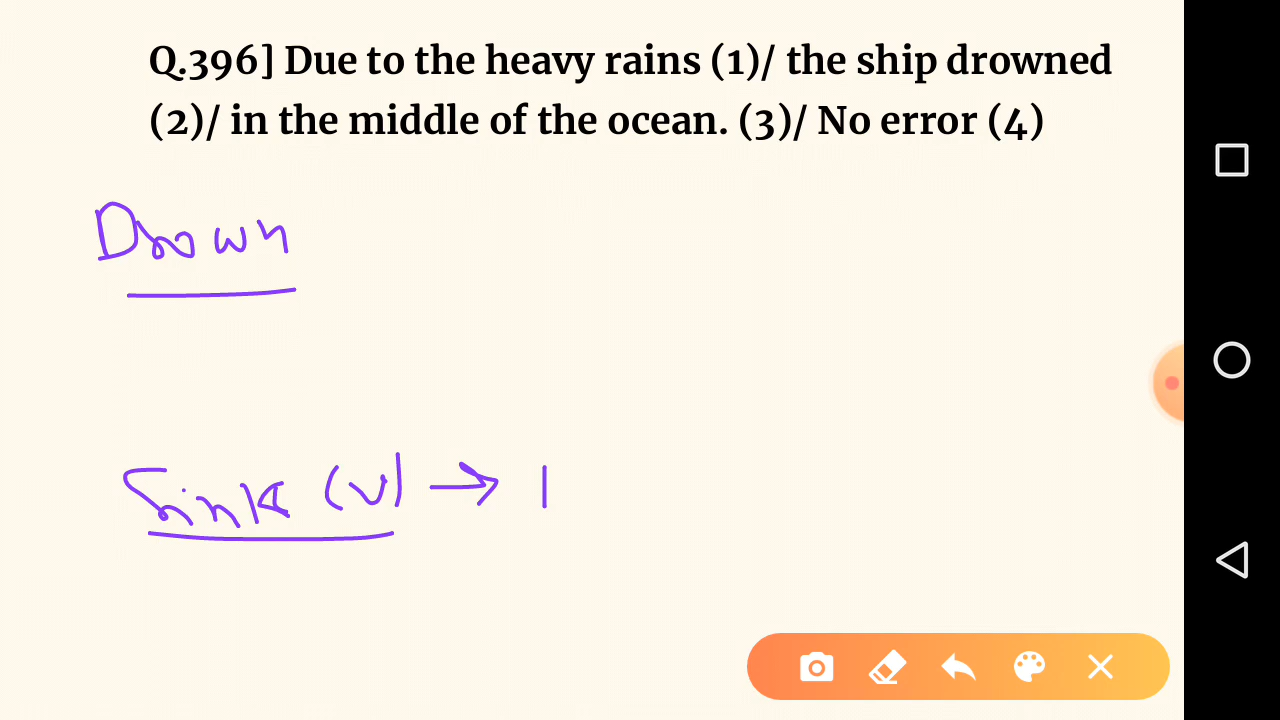 Q.396] Due to the heavy rains (1)/ the ship drowned
(2)/ in the middle of the ocean. (3)/ No error (4)
Drown
Sink (v) → 1